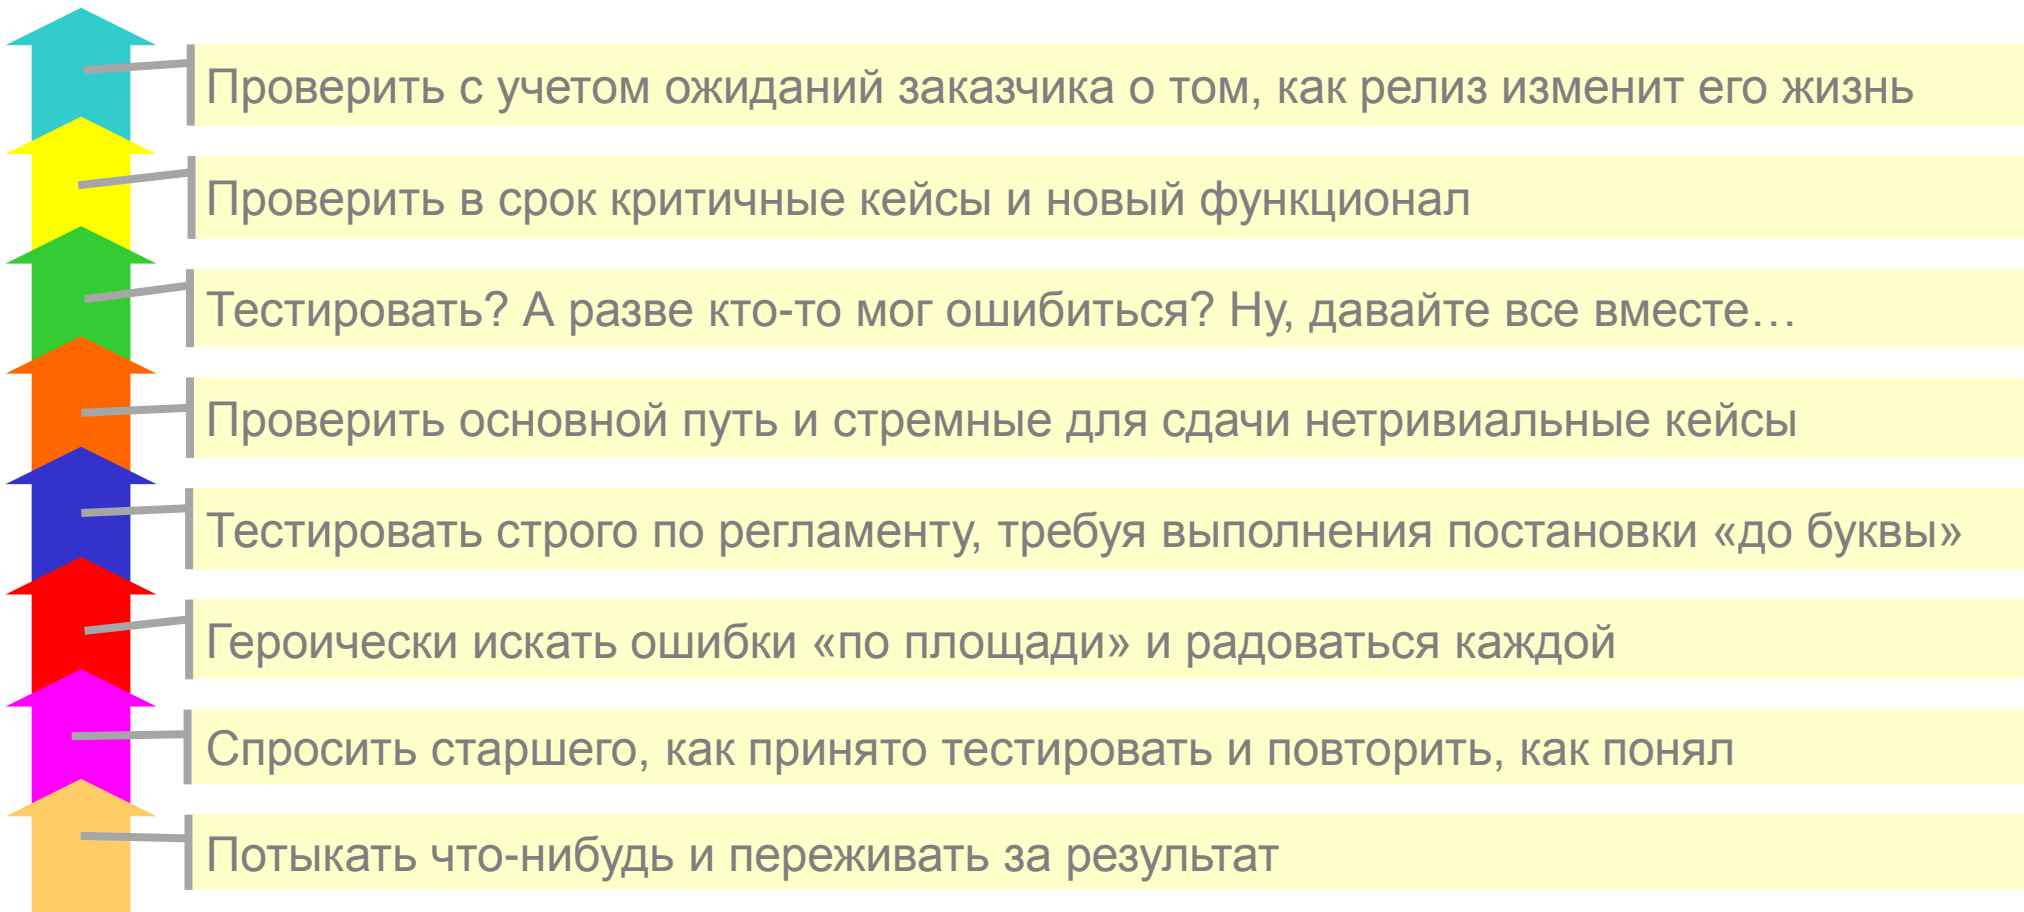 Проверить с учетом ожиданий заказчика о том, как релиз изменит его жизнь
Проверить в срок критичные кейсы и новый функционал
Тестировать? А разве кто-то мог ошибиться? Ну, давайте все вместе…
Проверить основной путь и стремные для сдачи нетривиальные кейсы
Тестировать строго по регламенту, требуя выполнения постановки «до буквы»
Героически искать ошибки «по площади» и радоваться каждой
Спросить старшего, как принято тестировать и повторить, как понял
Потыкать что-нибудь и переживать за результат